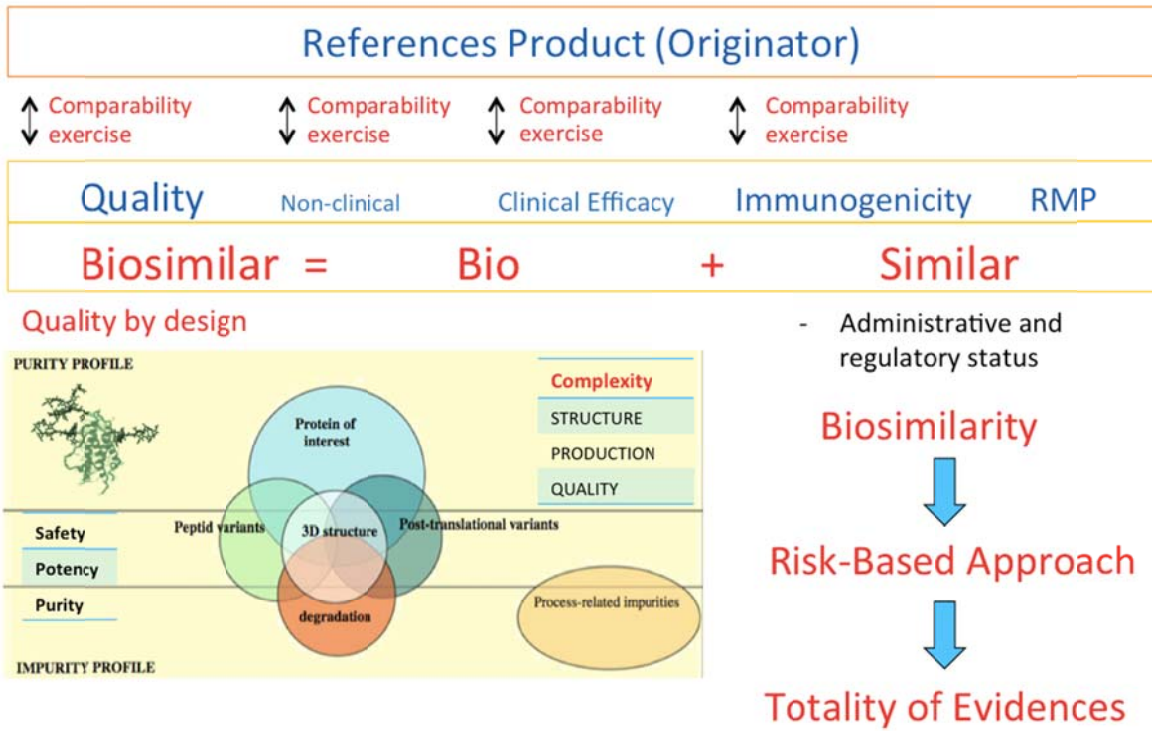 References Product (Originator)
Comparability
exercise
Comparability
exercise
Comparability
exercise
Comparability
exercise
Quality Non-clinical Clinical Efficacy Immunogenicity RMP
Biosimilar = Bio + Similar
Quality by design
PURITY PROFILE
Protein of
interest
Complexity
STRUCTURE
PRODUCTION
QUALITY
Peptid variants
3D structure
Post-translational variants
Safety
Potency
Purity
degradation
Process-related impurities
IMPURITY PROFILE
- Administrative and
regulatory status
Biosimilarity
Risk-Based Approach
Totality of Evidences